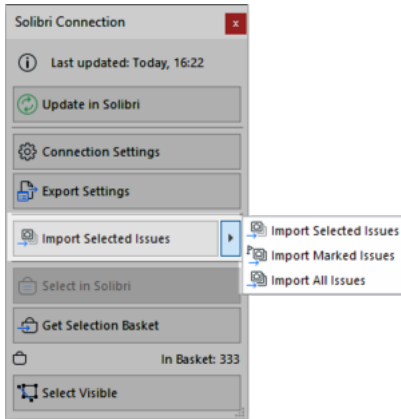 Solibri Connection
x
Last updated: Today, 16:22
Update in Solibri
Connection Settings
Export Settings
Import Selected Issues
Import Selected Issues
Import Marked Issues
Import All Issues
Select in Solibri
Get Selection Basket
In Basket: 333
Select Visible